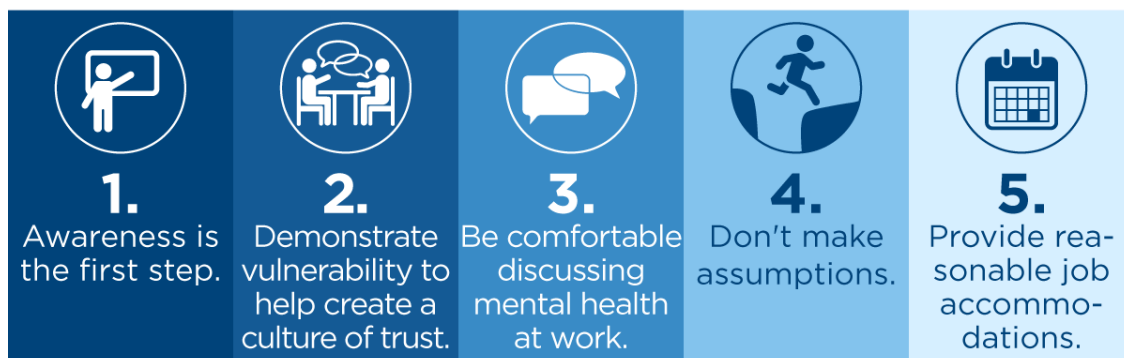 1.
Awareness is
the first step.
2.
Demonstrate
vulnerability to
help create a
culture of trust.
3.
Be comfortable
discussing
mental health
at work.
4.
Don't make
assumptions.
5.
Provide rea-
sonable job
accommo-
dations.